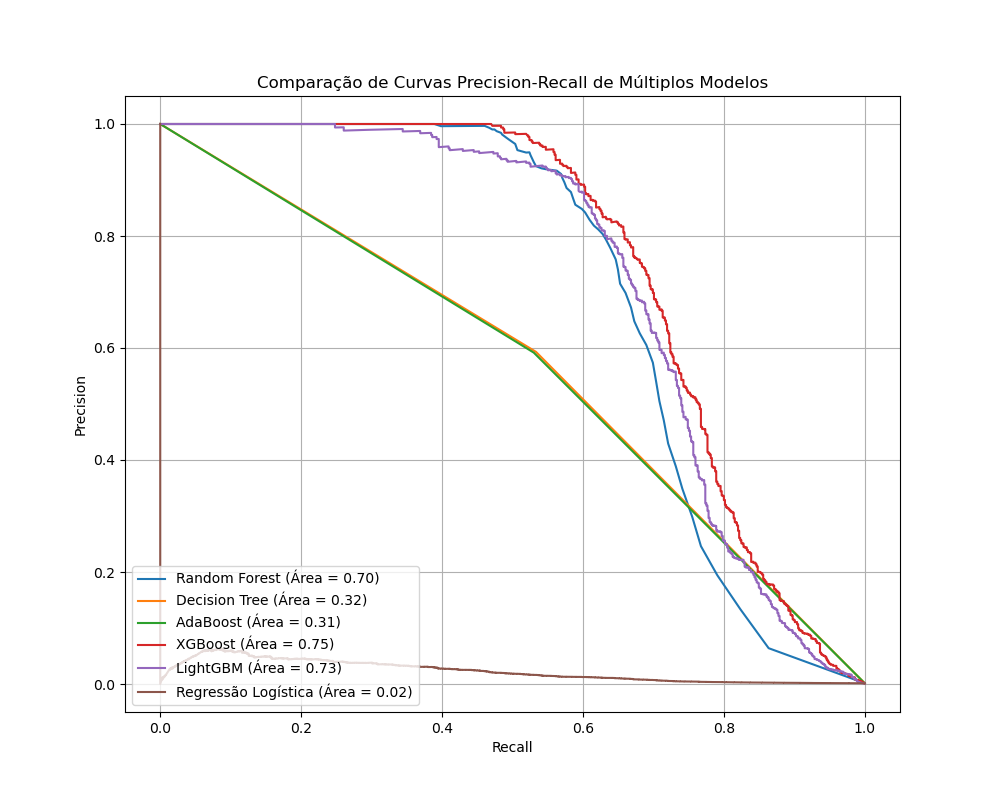 Comparação de Curvas Precision-Recall de Múltiplos Modelos
1.0
0.8
0.6
0.4
0.2
0.0
Precision
Random Forest (Área = 0.70)
Decision Tree (Área = 0.32)
AdaBoost (Área = 0.31)
XGBoost (Área = 0.75)
LightGBM (Área = 0.73)
Regressão Logística (Área = 0.02)
0.0 0.2 0.4 0.6 0.8 1.0
Recall